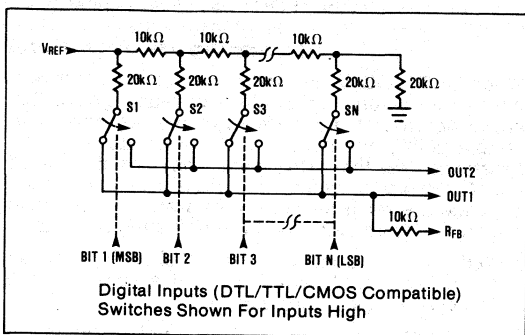 10kΩ 10kΩ 10kΩ
VREF
20kΩ 20kΩ 20kΩ 20kΩ 20kΩ
S1 S2 S3 SN
OUT2
OUT1
10kΩ
RFB
BIT 1 (MSB) BIT 2 BIT 3 BIT N (LSB)
Digital Inputs (DTL/TTL/CMOS Compatible)
Switches Shown For Inputs High